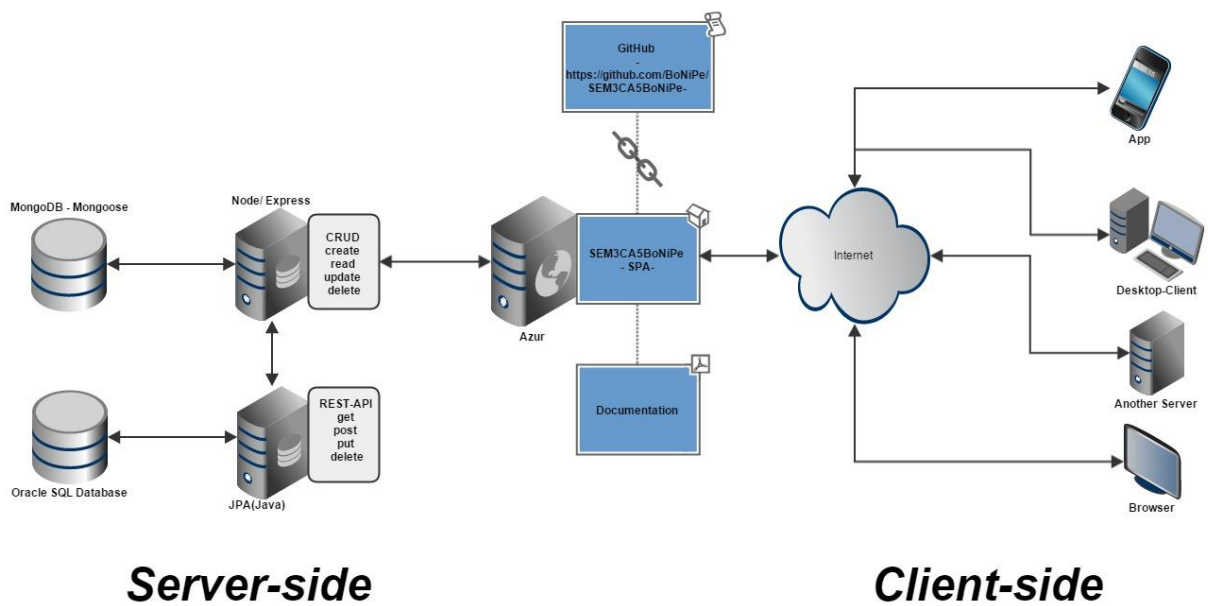 GitHub
-
https://github.com/BoNiPe/
SEM3CA5BoNiPe-
App
MongoDB - Mongoose
Node/ Express
CRUD
create
read
update
delete
SEM3CA5BoNiPe
- SPA-
Internet
Azur
Desktop-Client
REST-API
get
post
put
delete
Documentation
Another Server
Oracle SQL Database
JPA(Java)
Browser
Server-side
Client-side